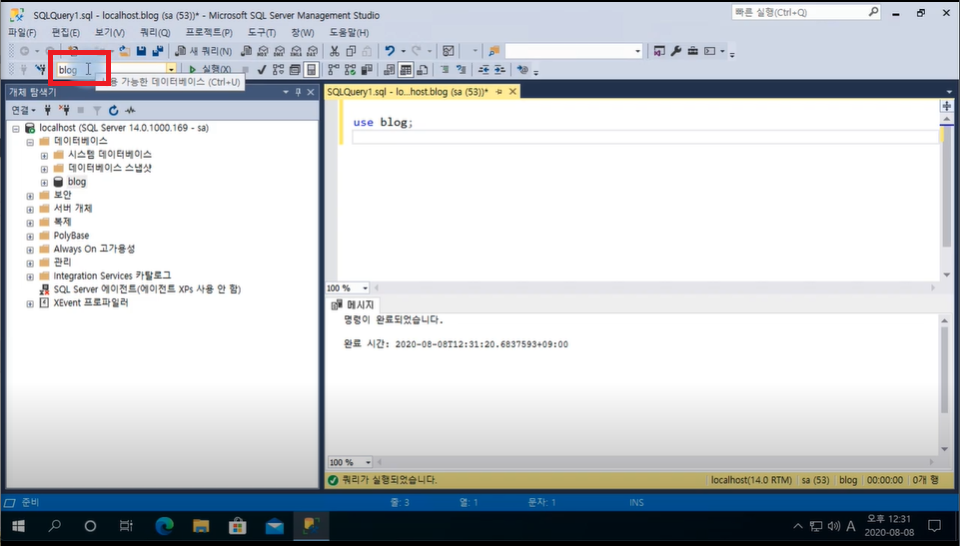 SQLQuery1.sql - localhost.blog (sa (53))* - Microsoft SQL Server Management Studio
빠른 실행(Ctrl+Q)
파일(F) 편집(E) 보기(V) 쿼리(Q) 프로젝트(P) 도구(T) 창(W) 도움말(H)
새 쿼리(N)
blog
실행(X)
용 가능한 데이터베이스 (Ctrl+U)
개체 탐색기
연결
localhost (SQL Server 14.0.1000.169 - sa)
데이터베이스
시스템 데이터베이스
데이터베이스 스냅샷
blog
보안
서버 개체
복제
PolyBase
Always On 고가용성
관리
Integration Services 카탈로그
SQL Server 에이전트(에이전트 XPs 사용 안 함)
XEvent 프로파일러
SQLQuery1.sql - lo...host.blog (sa (53))*
use blog;
100 %
메시지
명령이 완료되었습니다.
완료 시간: 2020-08-08T12:31:20.6837593+09:00
100 %
쿼리가 실행되었습니다.
localhost(14.0 RTM) sa (53) blog 00:00:00 0개 행
준비
줄: 3 열: 1 문자: 1 INS
A
오후 12:31
2020-08-08